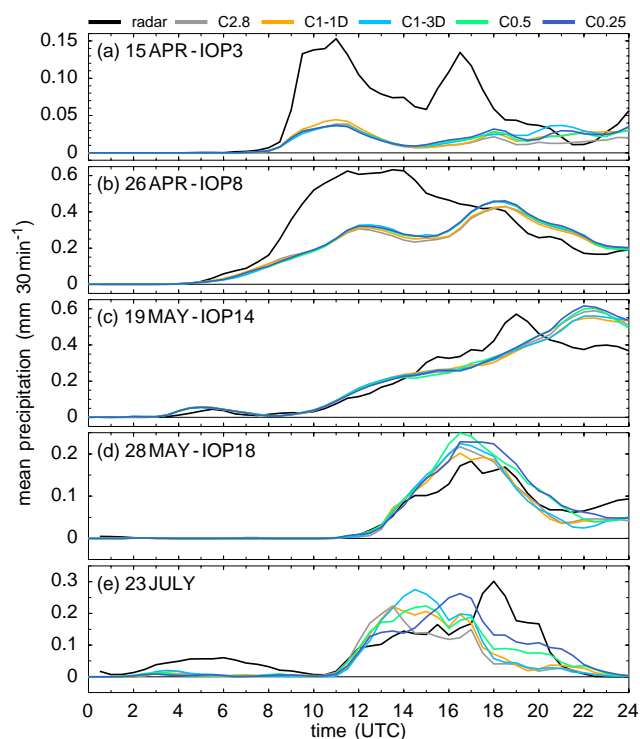 radar C2.8 C1-1D C1-3D C0.5 C0.25
mean precipitation (mm 30 min⁻¹)
(a) 15 APR - IOP3
0.15
0.10
0.05
0
(b) 26 APR - IOP8
0.6
0.4
0.2
0
(c) 19 MAY - IOP14
0.6
0.4
0.2
0
(d) 28 MAY - IOP18
0.2
0.1
0
(e) 23 JULY
0.3
0.2
0.1
0
0 2 4 6 8 10 12 14 16 18 20 22 24
time (UTC)